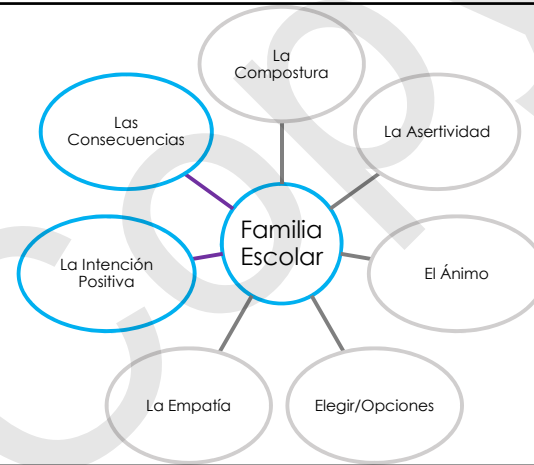 La
Compostura
Las
Consecuencias
La Asertividad
Familia
Escolar
La Intención
Positiva
El Ánimo
La Empatía
Elegir/Opciones